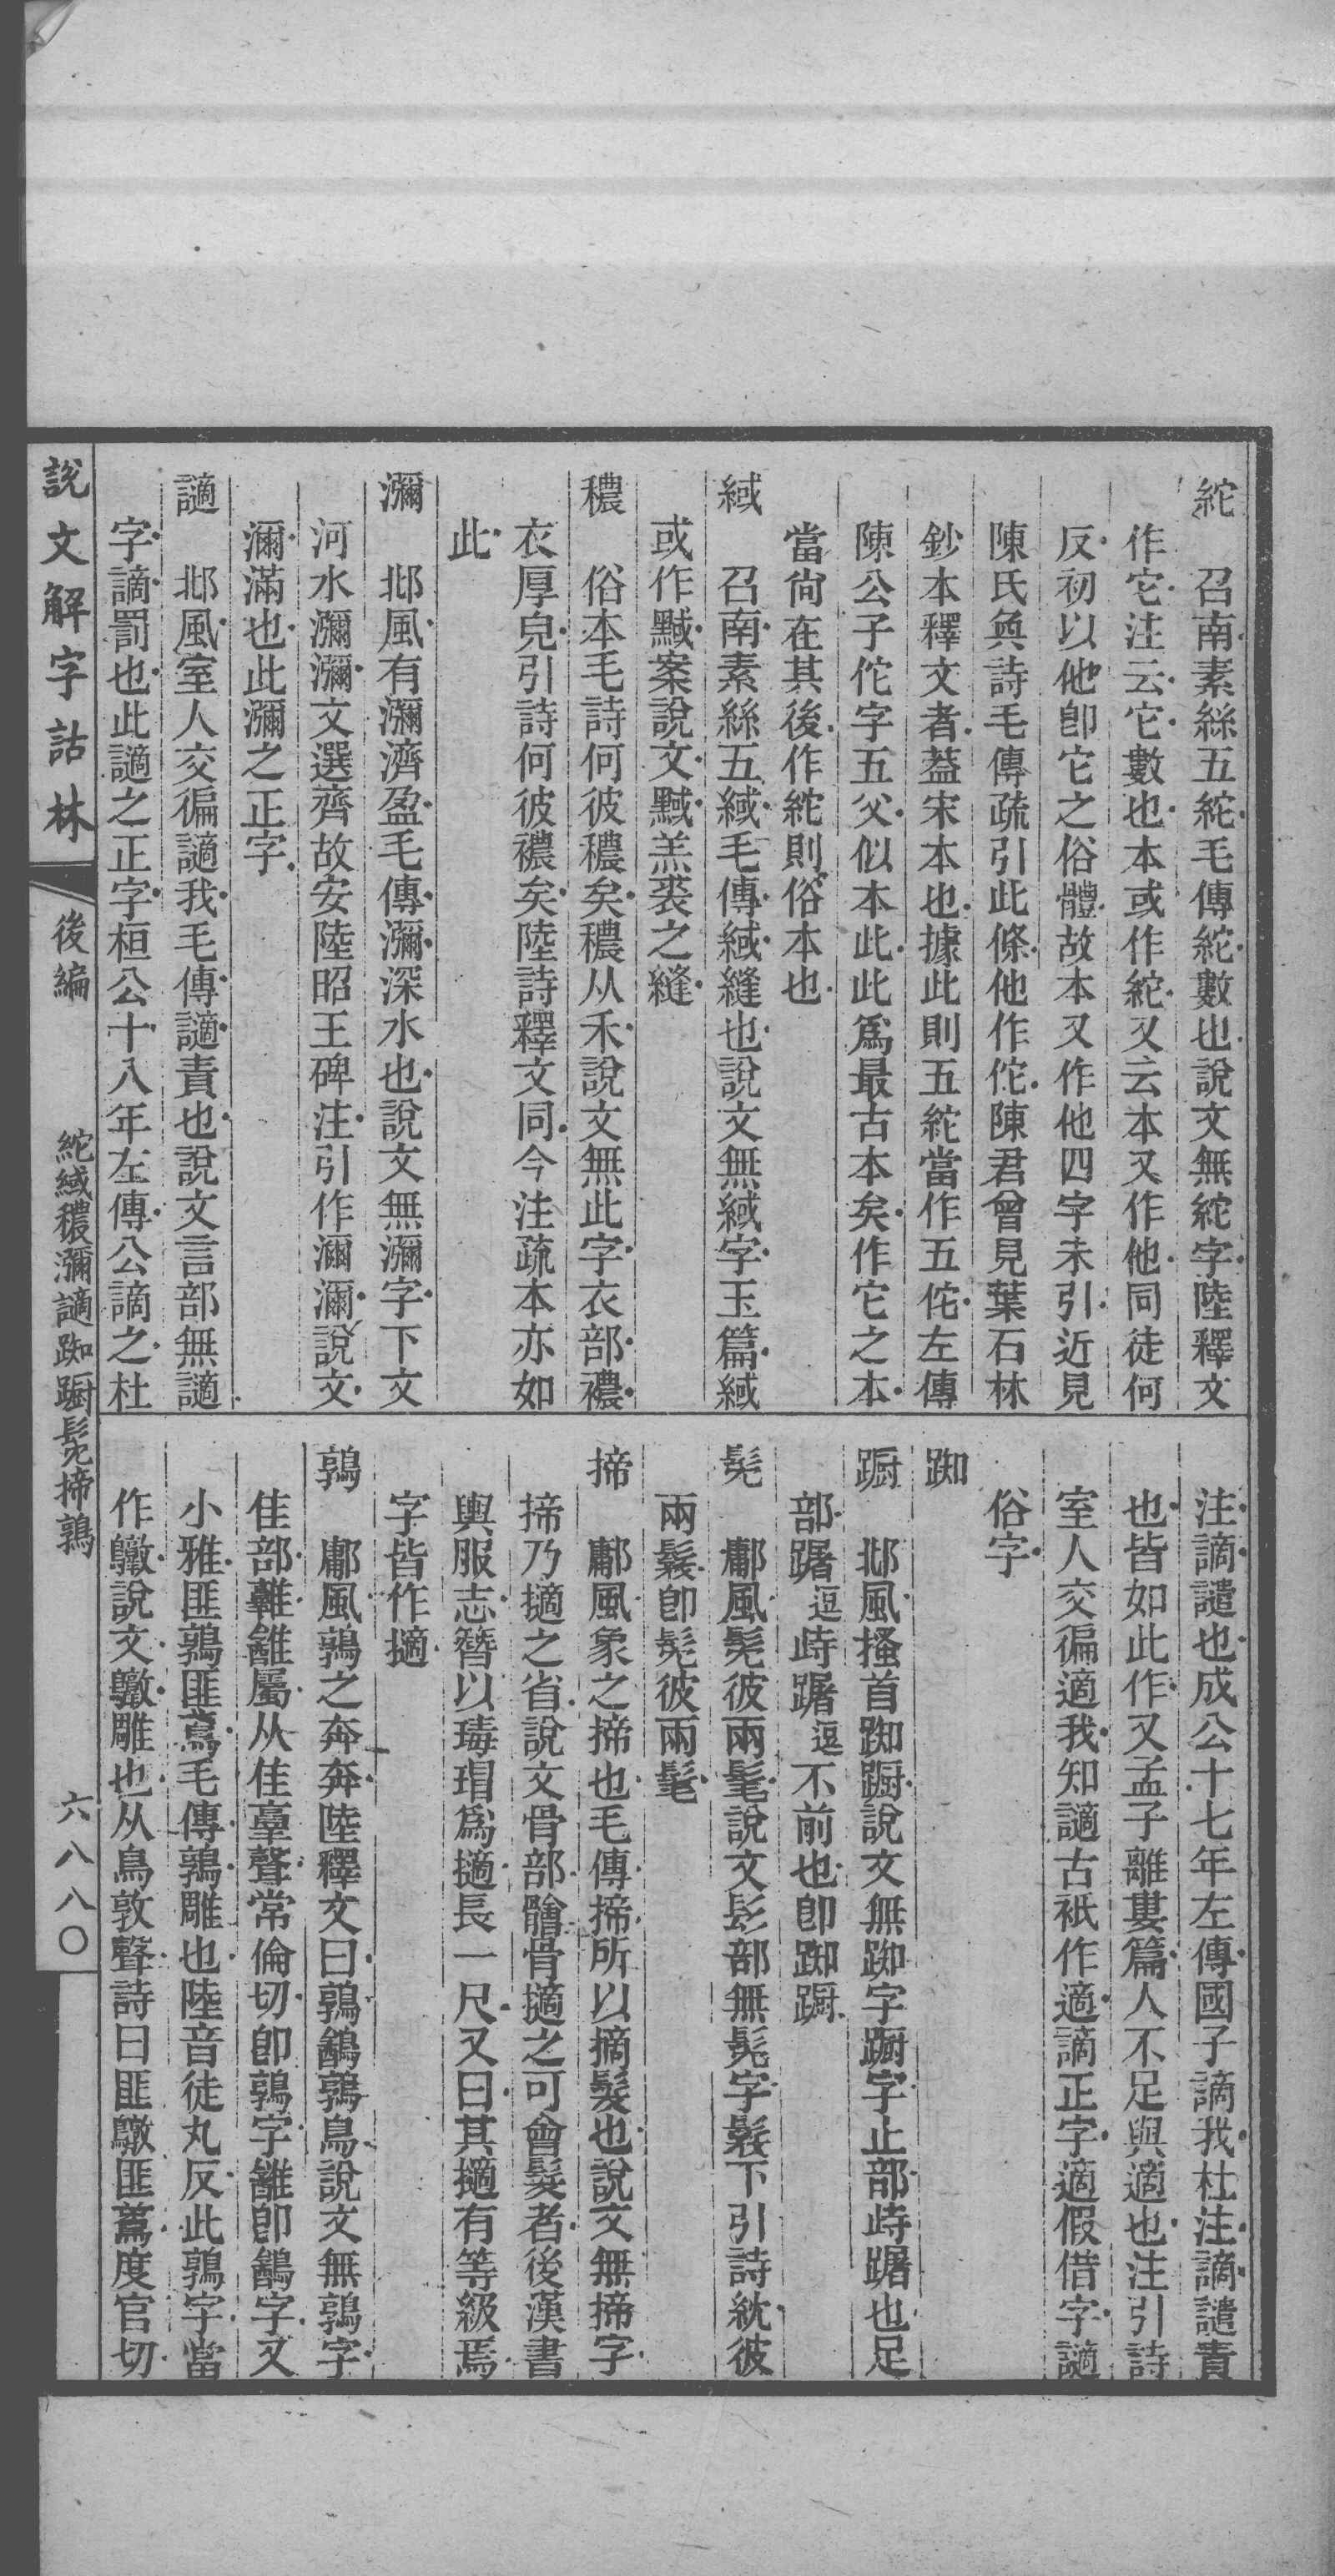 紽　召南素絲五紽毛傳紽數也說文無紽字陸釋文
作它注云它數也本或作紽又云本又作他同徒何
反初以他卽它之俗體故本又作他四字未引近見
陳氏奐詩毛傳疏引此條他作佗陳君曾見葉石林
鈔本釋文者葢宋本也據此則五紽當作五佗左傳
陳公子佗字五父似本此此爲最古本矣作它之本
當尙在其後作紽則俗本也
緎　召南素絲五緎毛傳緎縫也說文無緎字玉篇緎
或作黬案說文黬羔裘之縫
穠　俗本毛詩何彼穠矣穠从禾說文無此字衣部襛
衣厚皃引詩何彼襛矣陸詩釋文同今注疏本亦如
此
瀰　邶風有瀰濟盈毛傳瀰深水也說文無瀰字下文
河水瀰瀰文選齊故安陸昭王碑注引作濔濔說文
濔滿也此瀰之正字
讁　邶風室人交徧讁我毛傳讁責也說文言部無讁
字謫罰也此讁之正字桓公十八年左傳公謫之杜
注謫譴也成公十七年左傳國子謫我杜注謫譴責
也皆如此作又孟子離婁篇人不足與適也注引詩
室人交徧適我知讁古祇作適謫正字適假借字讁
俗字
踟
蹰　邶風搔首踟蹰說文無踟字蹰字止部峙䠧也足
部䠧逗峙䠧逗不前也卽踟蹰
髧　鄘風髧彼兩髦說文髟部無髧字髳下引詩紞彼
兩髳卽髧彼兩髦
揥　鄘風象之揥也毛傳揥所以摘髮也說文無揥字
揥乃擿之省說文骨部䯤骨擿之可會髮者後漢書
輿服志簪以瑇瑁爲擿長一尺又曰其擿有等級焉
字皆作擿
鶉　鄘風鶉之奔奔陸釋文曰鶉鷂鶉鳥說文無鶉字
隹部䨄雒屬从隹𦎫聲常倫切卽鶉字雒卽鷂字又
小雅匪鶉匪鳶毛傳鶉雕也陸音徒丸反此鶉字當
作鷻說文鷻雕也从鳥敦聲詩曰匪鷻匪鳶度官切
說文解字詁林　後編　紽緎穠瀰讁踟蹰髧揥鶉　六八八〇